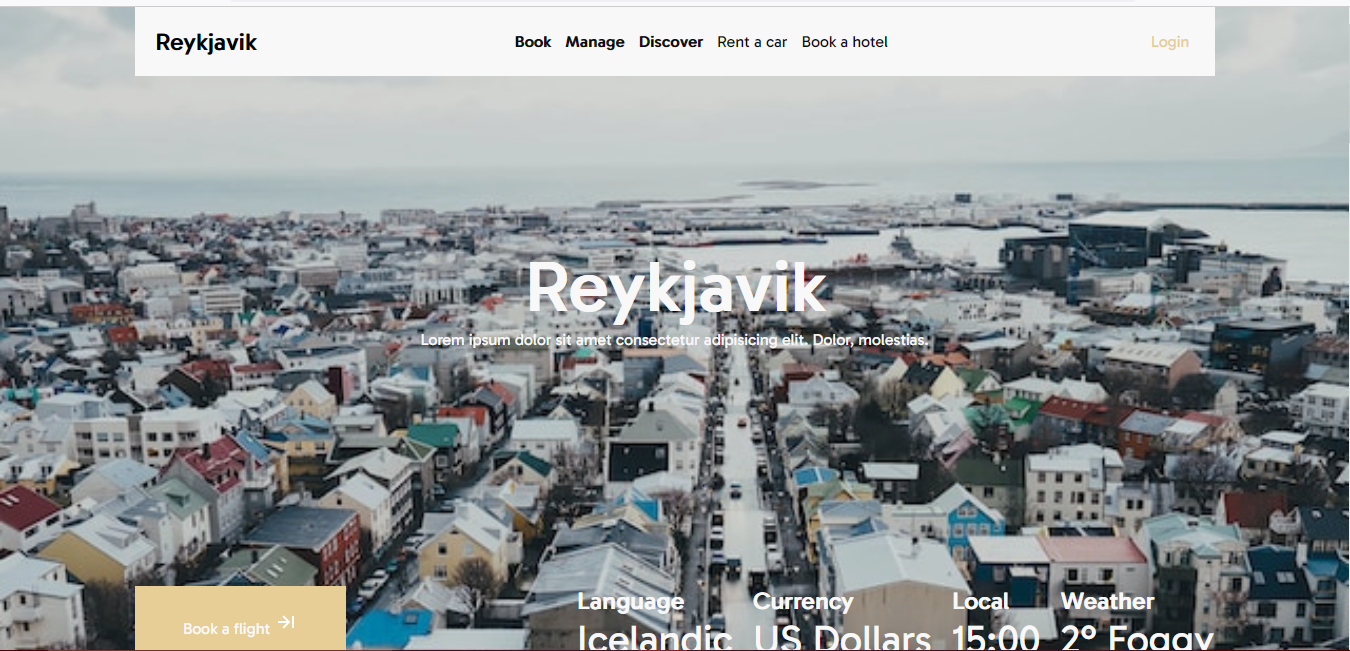 Reykjavik
Book Manage Discover Rent a car Book a hotel
Login
Reykjavik
Lorem ipsum dolor sit amet consectetur adipisicing elit. Dolor, molestias.
Book a flight
Language Currency Local Weather
Icelandic US Dollars 15:00 2° Foggy